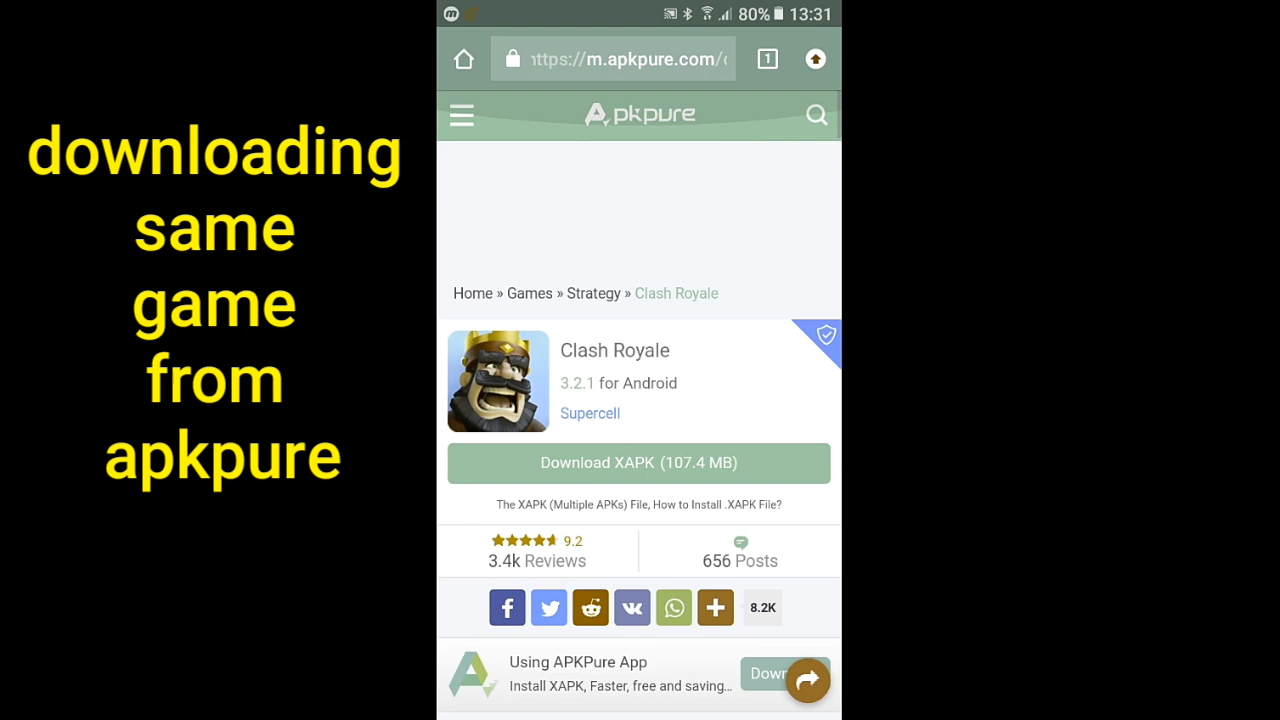 downloading
same
game
from
apkpure
80% 13:31
https://m.apkpure.com/
1
Apkpure
Home » Games » Strategy » Clash Royale
Clash Royale
3.2.1 for Android
Supercell
Download XAPK (107.4 MB)
The XAPK (Multiple APKs) File, How to Install .XAPK File?
9.2
3.4k Reviews
656 Posts
8.2K
Using APKPure App
Install XAPK, Faster, free and saving...